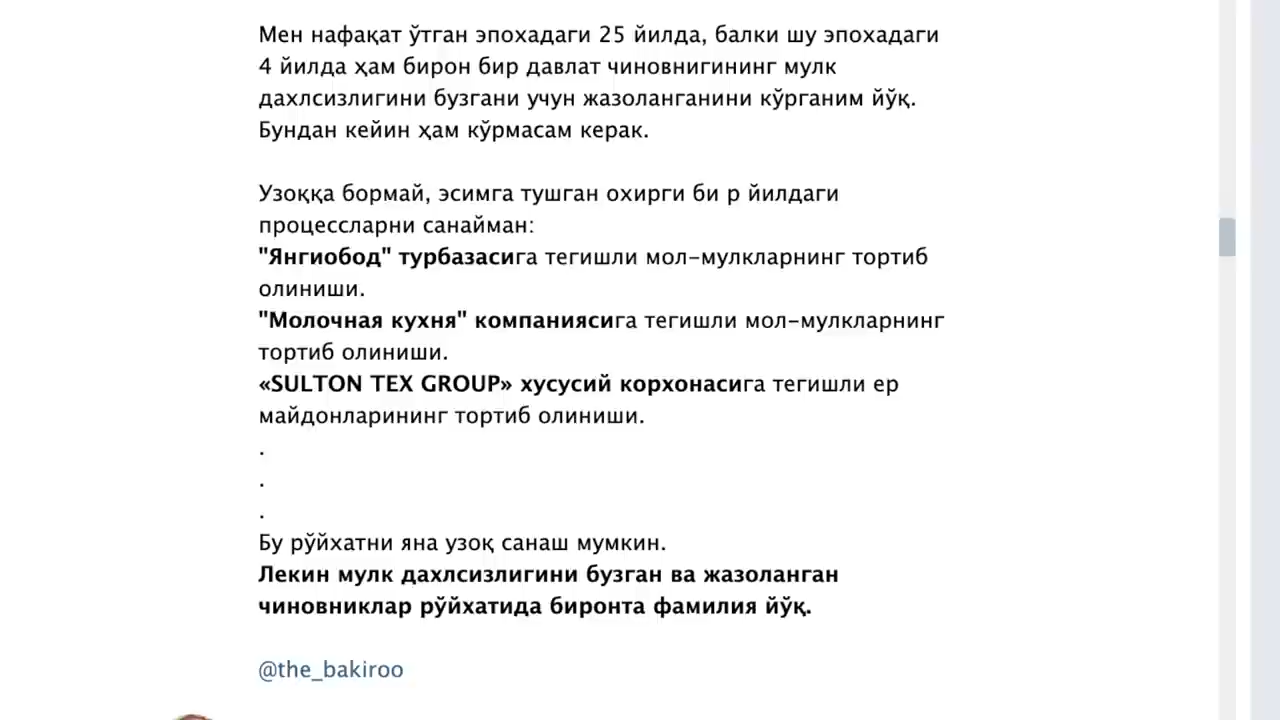 Мен нафақат ўтган эпохадаги 25 йилда, балки шу эпохадаги
4 йилда ҳам бирон бир давлат чиновнигининг мулк
дахлсизлигини бузгани учун жазоланганини кўрганим йўқ.
Бундан кейин ҳам кўрмасам керак.
Узоққа бормай, эсимга тушган охирги би р йилдаги
процессларни санайман:
"Янгиобод" турбазасига тегишли мол-мулкларнинг тортиб
олиниши.
"Молочная кухня" компаниясига тегишли мол-мулкларнинг
тортиб олиниши.
«SULTON TEX GROUP» хусусий корхонасига тегишли ер
майдонларининг тортиб олиниши.
.
.
.
Бу рўйхатни яна узоқ санаш мумкин.
Лекин мулк дахлсизлигини бузган ва жазоланган
чиновниклар рўйхатида биронта фамилия йўқ.
@the_bakiroo